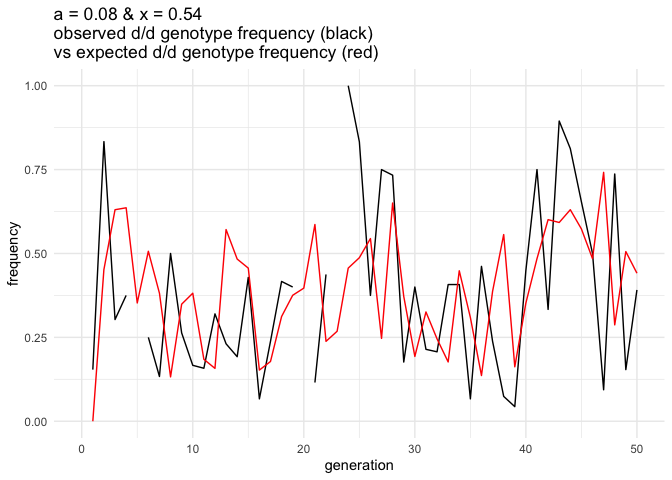 a = 0.08 & x = 0.54
observed d/d genotype frequency (black)
vs expected d/d genotype frequency (red)
1.00
0.75
0.50
0.25
0.00
frequency
0
10
20
30
40
50
generation